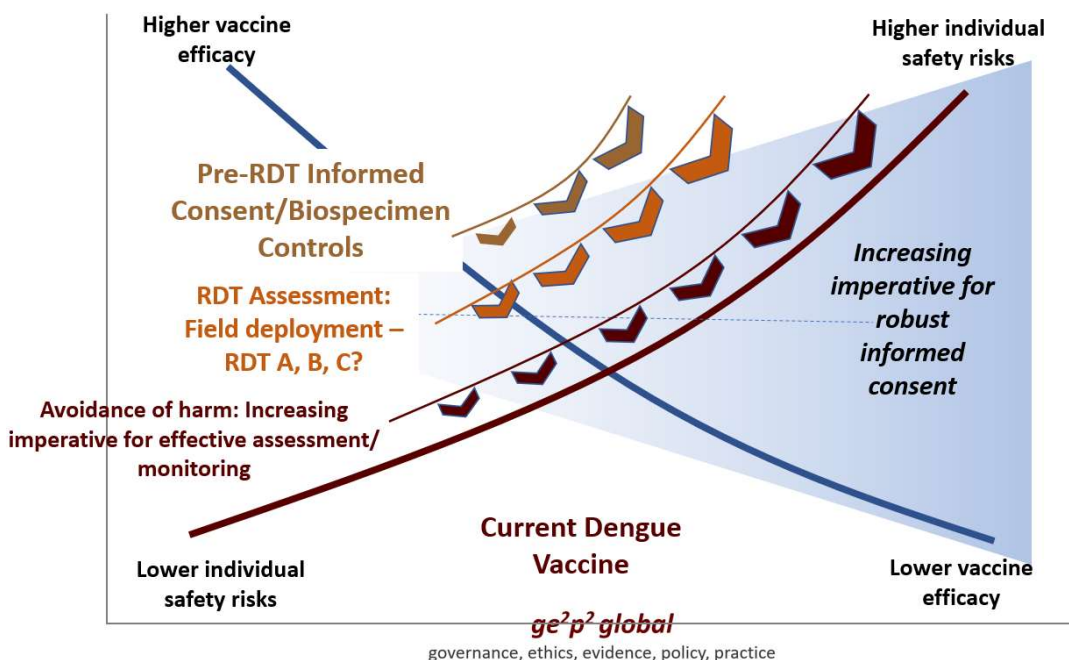 Higher vaccine
efficacy
Higher individual
safety risks
Pre-RDT Informed
Consent/Biospecimen
Controls
RDT Assessment:
Field deployment –
RDT A, B, C?
Increasing
imperative for
robust
informed
consent
Avoidance of harm: Increasing
imperative for effective assessment/
monitoring
Current Dengue
Vaccine
Lower individual
safety risks
Lower vaccine
efficacy
ge²p² global
governance, ethics, evidence, policy, practice